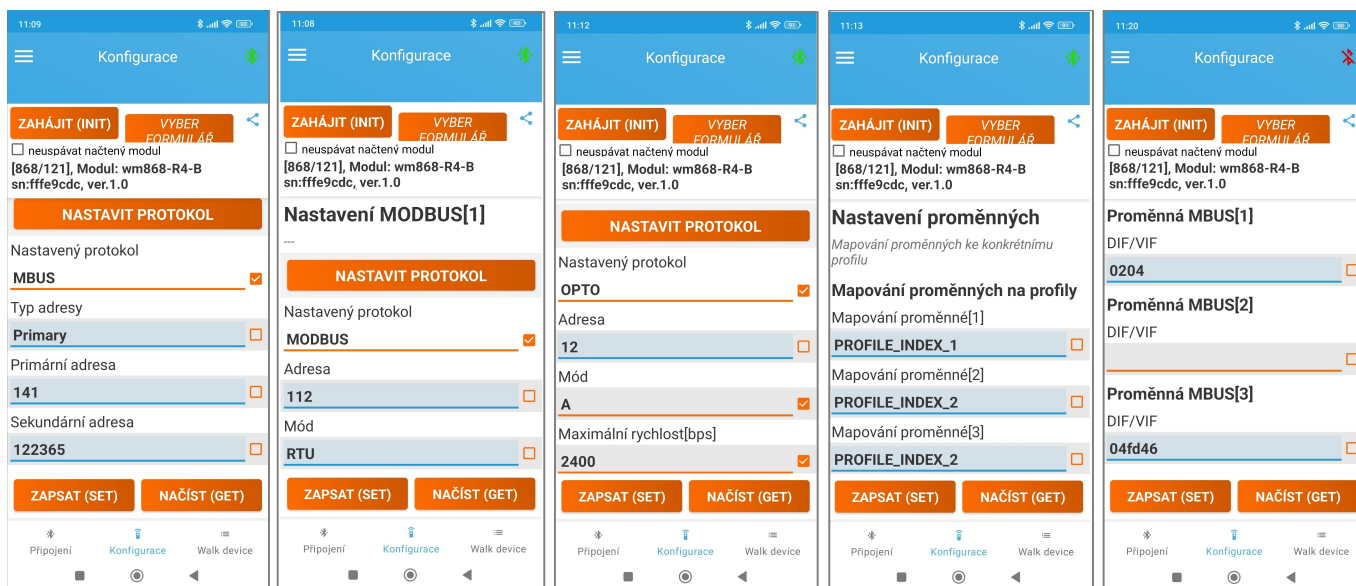 11:09
Konfigurace
ZAHÁJIT (INIT)
VYBER
FORMULÁŘ
neuspávat načtený modul
[868/121], Modul: wm868-R4-B
sn:fffe9cdc, ver.1.0
NASTAVIT PROTOKOL
Nastavený protokol
MBUS
Typ adresy
Primary
Primární adresa
141
Sekundární adresa
122365
ZAPSAT (SET)
NAČÍST (GET)
Připojení
Konfigurace
Walk device
11:08
Konfigurace
ZAHÁJIT (INIT)
VYBER
FORMULÁŘ
neuspávat načtený modul
[868/121], Modul: wm868-R4-B
sn:fffe9cdc, ver.1.0
Nastavení MODBUS[1]
---
NASTAVIT PROTOKOL
Nastavený protokol
MODBUS
Adresa
112
Mód
RTU
ZAPSAT (SET)
NAČÍST (GET)
Připojení
Konfigurace
Walk device
11:12
Konfigurace
ZAHÁJIT (INIT)
VYBER
FORMULÁŘ
neuspávat načtený modul
[868/121], Modul: wm868-R4-B
sn:fffe9cdc, ver.1.0
NASTAVIT PROTOKOL
Nastavený protokol
OPTO
Adresa
12
Mód
A
Maximální rychlost[bps]
2400
ZAPSAT (SET)
NAČÍST (GET)
Připojení
Konfigurace
Walk device
11:13
Konfigurace
ZAHÁJIT (INIT)
VYBER
FORMULÁŘ
neuspávat načtený modul
[868/121], Modul: wm868-R4-B
sn:fffe9cdc, ver.1.0
Nastavení proměnných
Mapování proměnných ke konkrétnímu
profilu
Mapování proměnných na profily
Mapování proměnné[1]
PROFILE_INDEX_1
Mapování proměnné[2]
PROFILE_INDEX_2
Mapování proměnné[3]
PROFILE_INDEX_2
ZAPSAT (SET)
NAČÍST (GET)
Připojení
Konfigurace
Walk device
11:20
Konfigurace
ZAHÁJIT (INIT)
VYBER
FORMULÁŘ
neuspávat načtený modul
[868/121], Modul: wm868-R4-B
sn:fffe9cdc, ver.1.0
Proměnná MBUS[1]
DIF/VIF
0204
Proměnná MBUS[2]
DIF/VIF
Proměnná MBUS[3]
DIF/VIF
04fd46
ZAPSAT (SET)
NAČÍST (GET)
Připojení
Konfigurace
Walk device